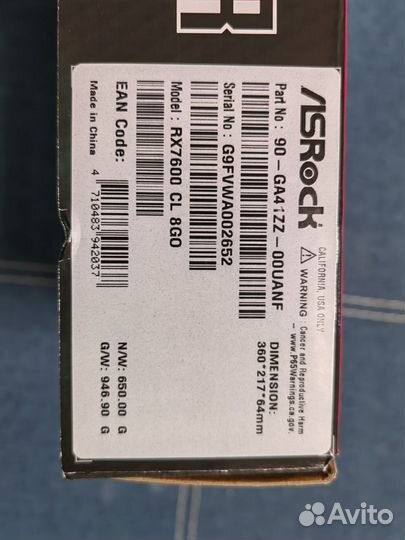 ASRock
CALIFORNIA, USA ONLY
WARNING - Cancer and Reproductive Harm
- www.P65Warnings.ca.gov.
Part No : 90-GA41ZZ-00UANF
DIMENSION:
360*217*64mm
Serial No : G9FVWA002652
Model : RX7600 CL 8GO
N/W: 650.00 G
G/W: 946.90 G
EAN Code:
4 710483 942037
Made in China
Avito